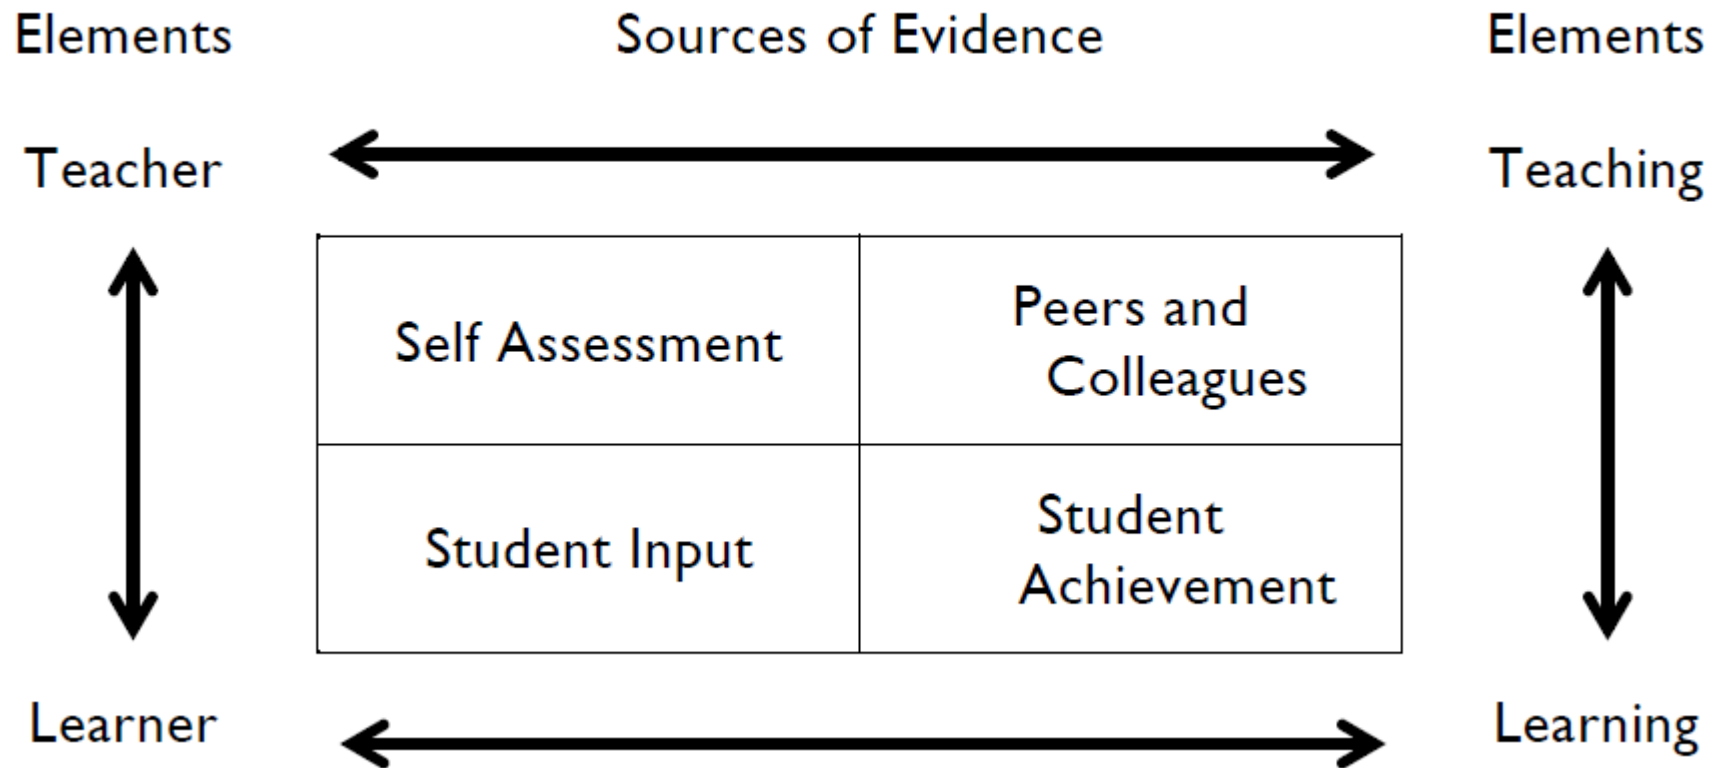 Elements
Sources of Evidence
Elements
Teacher
Teaching
Self Assessment
Peers and
Colleagues
Student Input
Student
Achievement
Learner
Learning